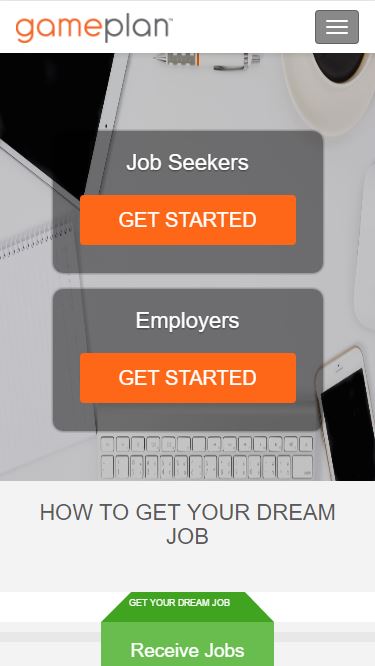 gameplan™
Job Seekers
GET STARTED
Employers
GET STARTED
HOW TO GET YOUR DREAM
JOB
GET YOUR DREAM JOB
Receive Jobs